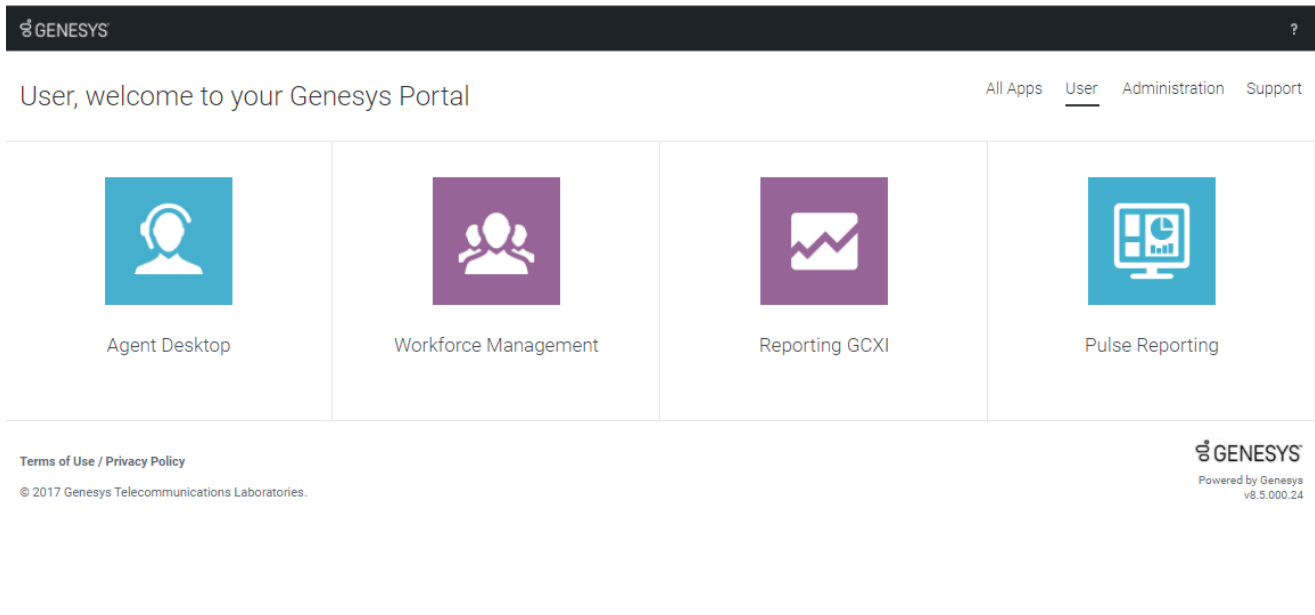 GENESYS
?
User, welcome to your Genesys Portal
All Apps User Administration Support
Agent Desktop
Workforce Management
Reporting GCXI
Pulse Reporting
Terms of Use / Privacy Policy
© 2017 Genesys Telecommunications Laboratories.
GENESYS
Powered by Genesys
v8.5.000.24